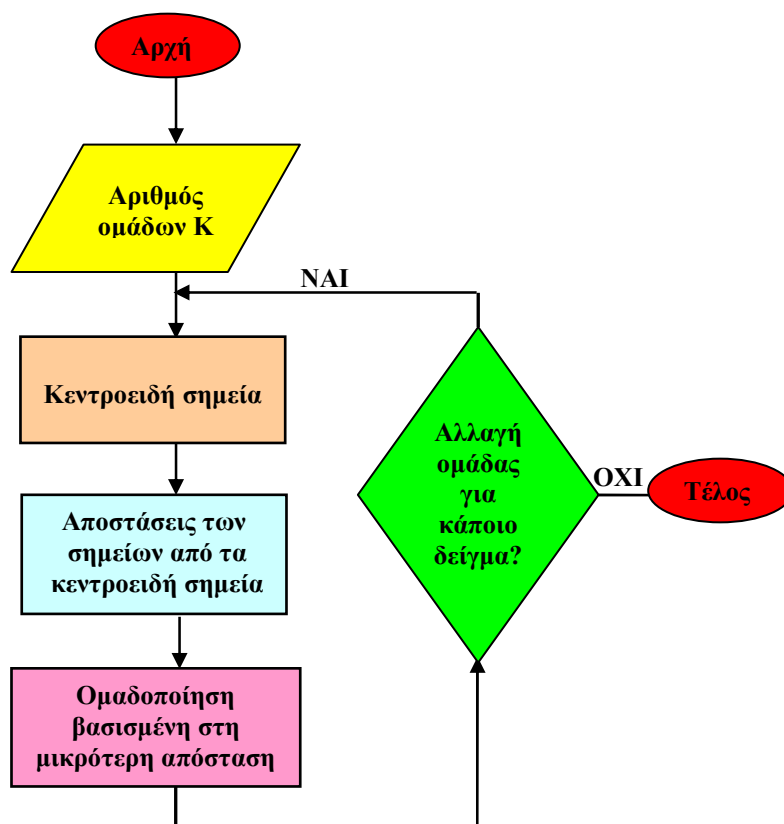 Αρχή
Αριθμός
ομάδων Κ
ΝΑΙ
Κεντροειδή σημεία
Αποστάσεις των
σημείων από τα
κεντροειδή σημεία
Ομαδοποίηση
βασισμένη στη
μικρότερη απόσταση
Αλλαγή
ομάδας
για
κάποιο
δείγμα?
ΟΧΙ
Τέλος